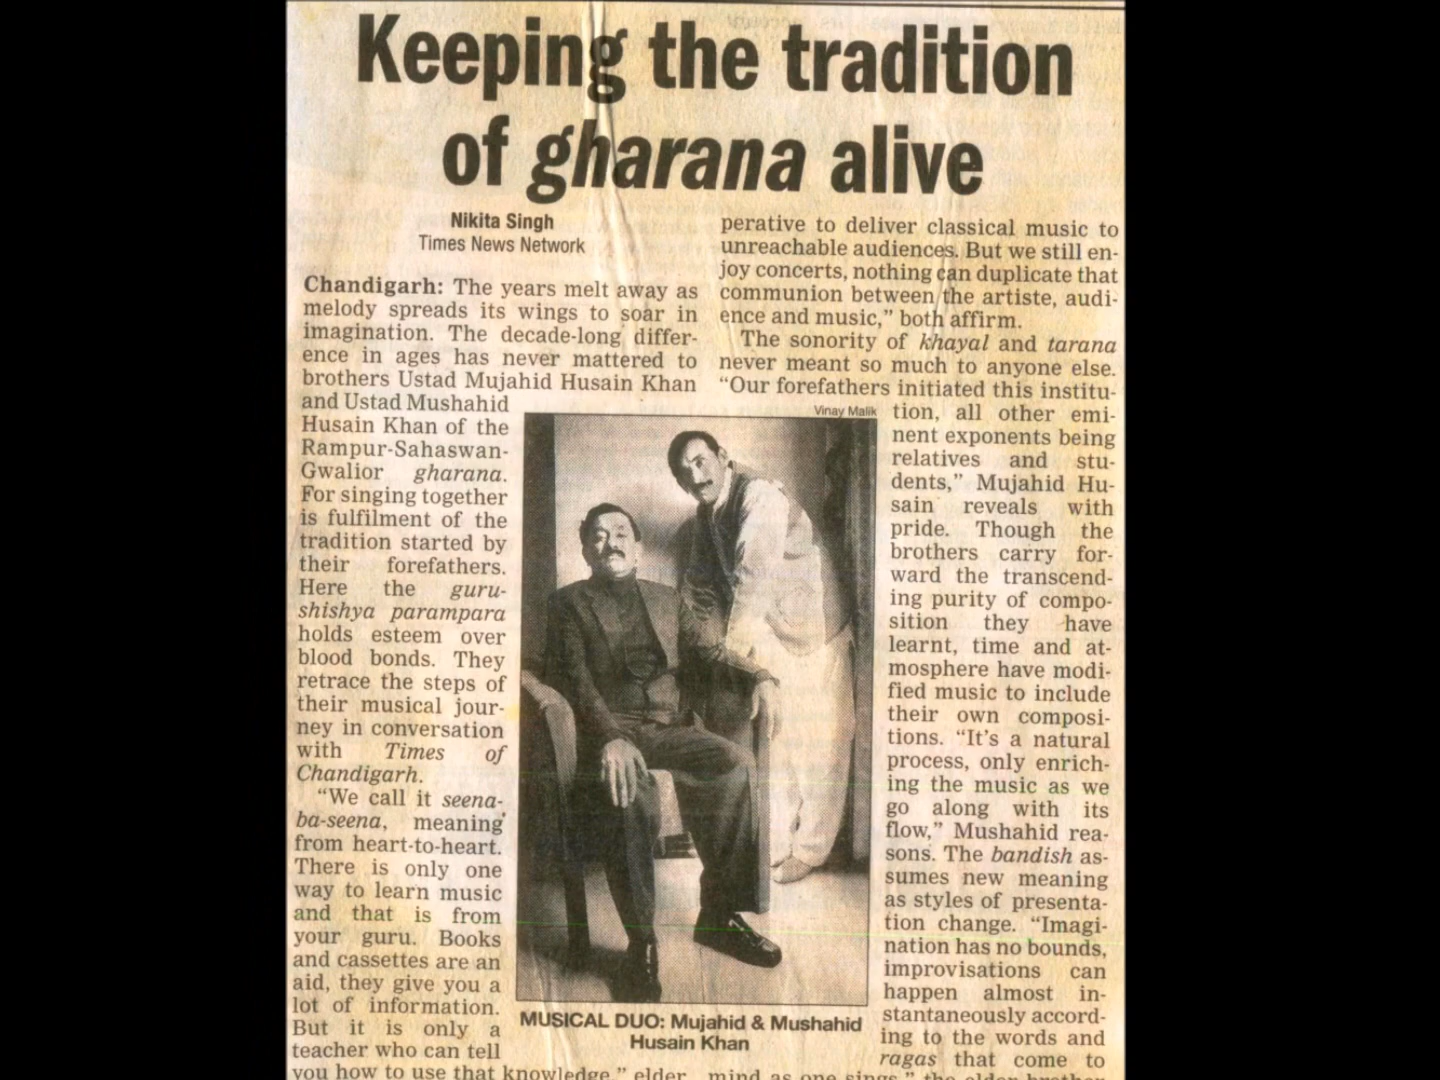 Keeping the tradition
of gharana alive
Nikita Singh
Times News Network
Chandigarh: The years melt away as
melody spreads its wings to soar in
imagination. The decade-long differ-
ence in ages has never mattered to
brothers Ustad Mujahid Husain Khan
and Ustad Mushahid
Husain Khan of the
Rampur-Sahaswan-
Gwalior gharana.
For singing together
is fulfilment of the
tradition started by
their forefathers.
Here the guru-
shishya parampara
holds esteem over
blood bonds. They
retrace the steps of
their musical jour-
ney in conversation
with Times of
Chandigarh.
“We call it seena-
ba-seena, meaning
from heart-to-heart.
There is only one
way to learn music
and that is from
your guru. Books
and cassettes are an
aid, they give you a
lot of information.
But it is only a
teacher who can tell
you how to use that knowledge,” elder
Vinay Malik
MUSICAL DUO: Mujahid & Mushahid
Husain Khan
perative to deliver classical music to
unreachable audiences. But we still en-
joy concerts, nothing can duplicate that
communion between the artiste, audi-
ence and music,” both affirm.
The sonority of khayal and tarana
never meant so much to anyone else.
“Our forefathers initiated this institu-
tion, all other emi-
nent exponents being
relatives and stu-
dents,” Mujahid Hu-
sain reveals with
pride. Though the
brothers carry for-
ward the transcend-
ing purity of compo-
sition they have
learnt, time and at-
mosphere have modi-
fied music to include
their own composi-
tions. “It’s a natural
process, only enrich-
ing the music as we
go along with its
flow,” Mushahid rea-
sons. The bandish as-
sumes new meaning
as styles of presenta-
tion change. “Imagi-
nation has no bounds,
improvisations can
happen almost in-
stantaneously accord-
ing to the words and
ragas that come to
mind as one sings,” the elder brother